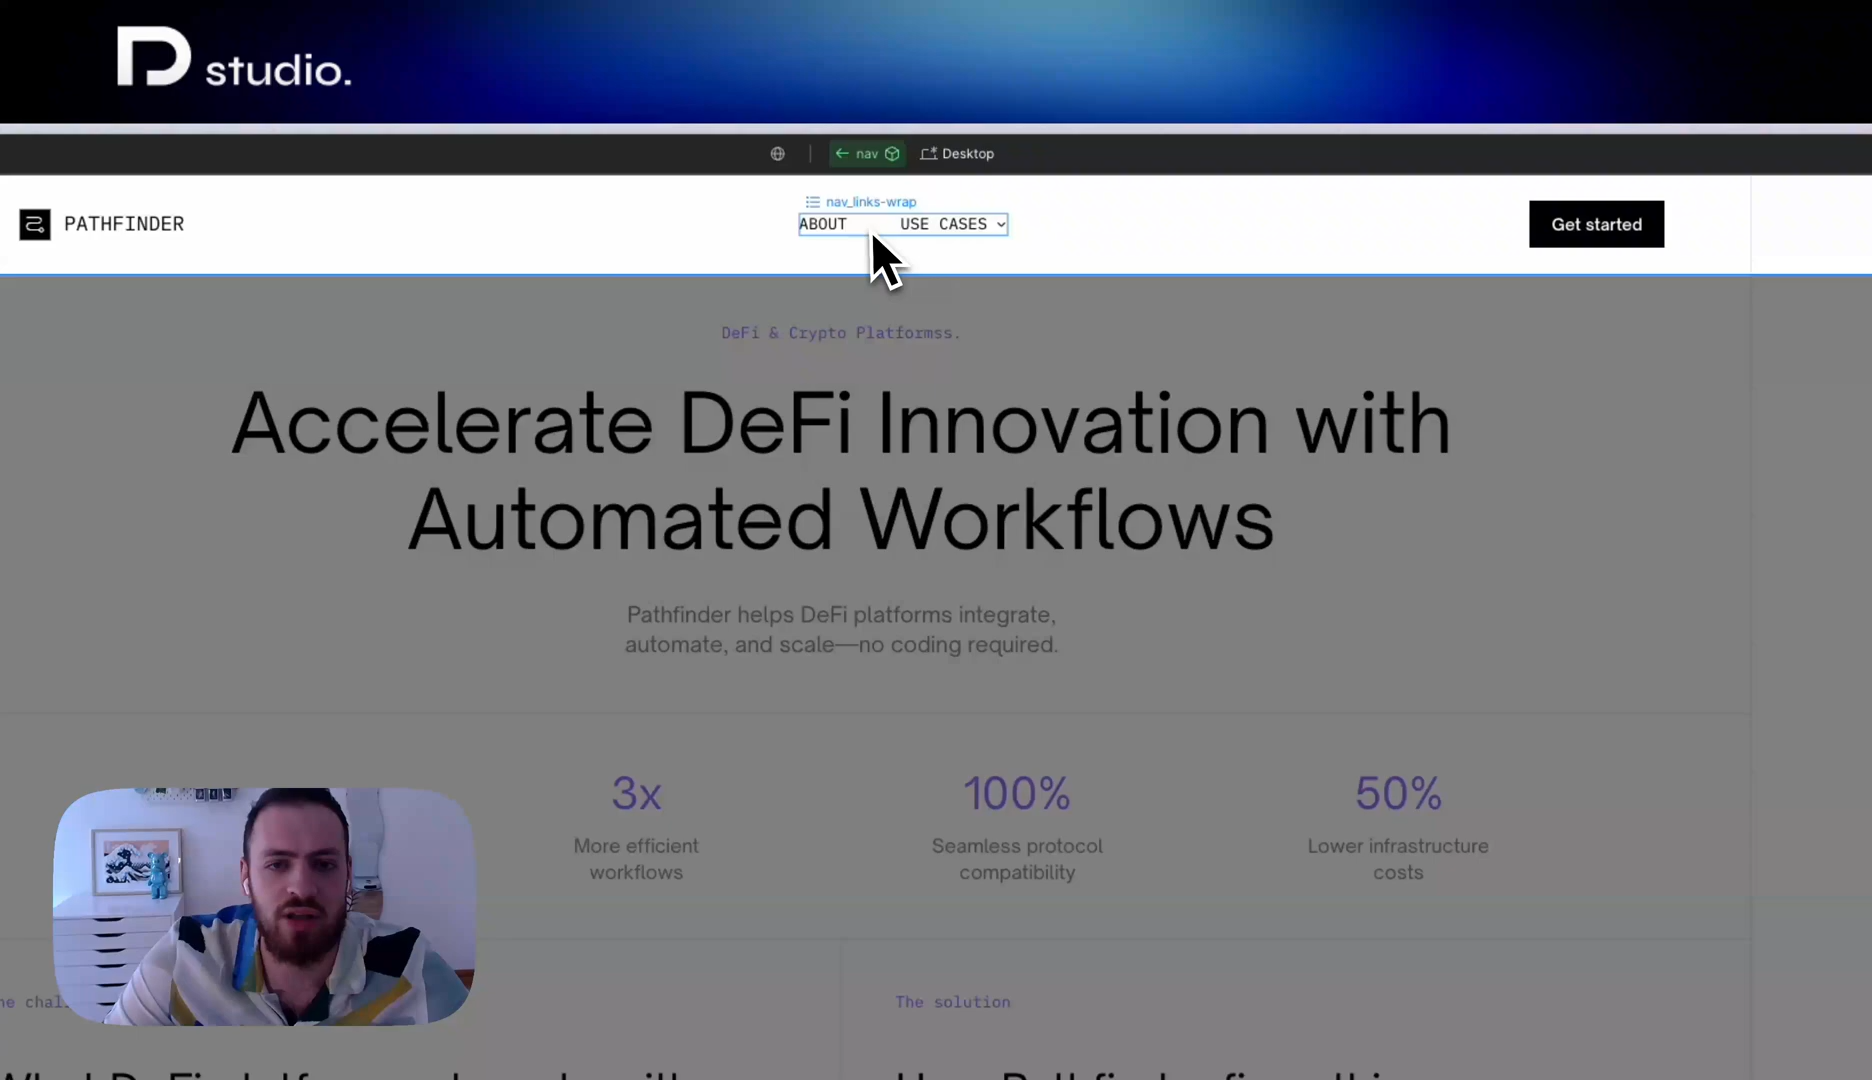 D studio.
nav Desktop
PATHFINDER
nav_links-wrap
ABOUT USE CASES
Get started
DeFi & Crypto Platformss.
Accelerate DeFi Innovation with
Automated Workflows
Pathfinder helps DeFi platforms integrate,
automate, and scale—no coding required.
3x
More efficient
workflows
100%
Seamless protocol
compatibility
50%
Lower infrastructure
costs
The solution